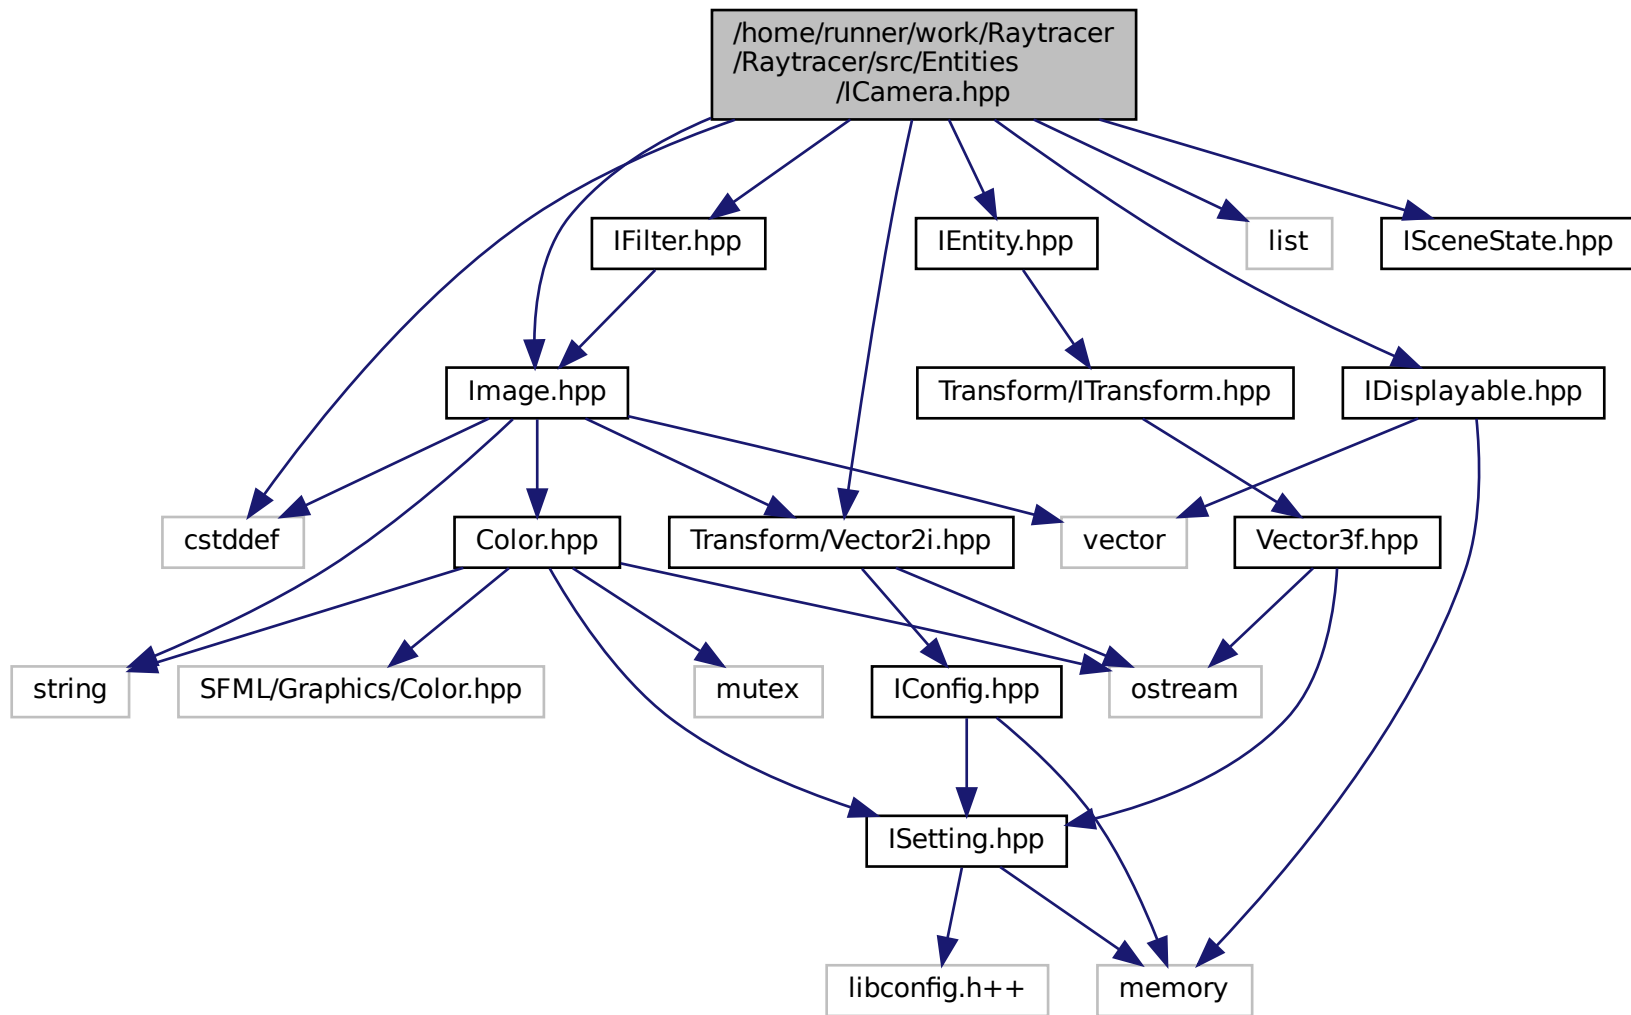 /home/runner/work/Raytracer
/Raytracer/src/Entities
/ICamera.hpp
IFilter.hpp
IEntity.hpp
list
ISceneState.hpp
Image.hpp
Transform/ITransform.hpp
IDisplayable.hpp
cstddef
Color.hpp
Transform/Vector2i.hpp
vector
Vector3f.hpp
string
SFML/Graphics/Color.hpp
mutex
IConfig.hpp
ostream
ISetting.hpp
libconfig.h++
memory